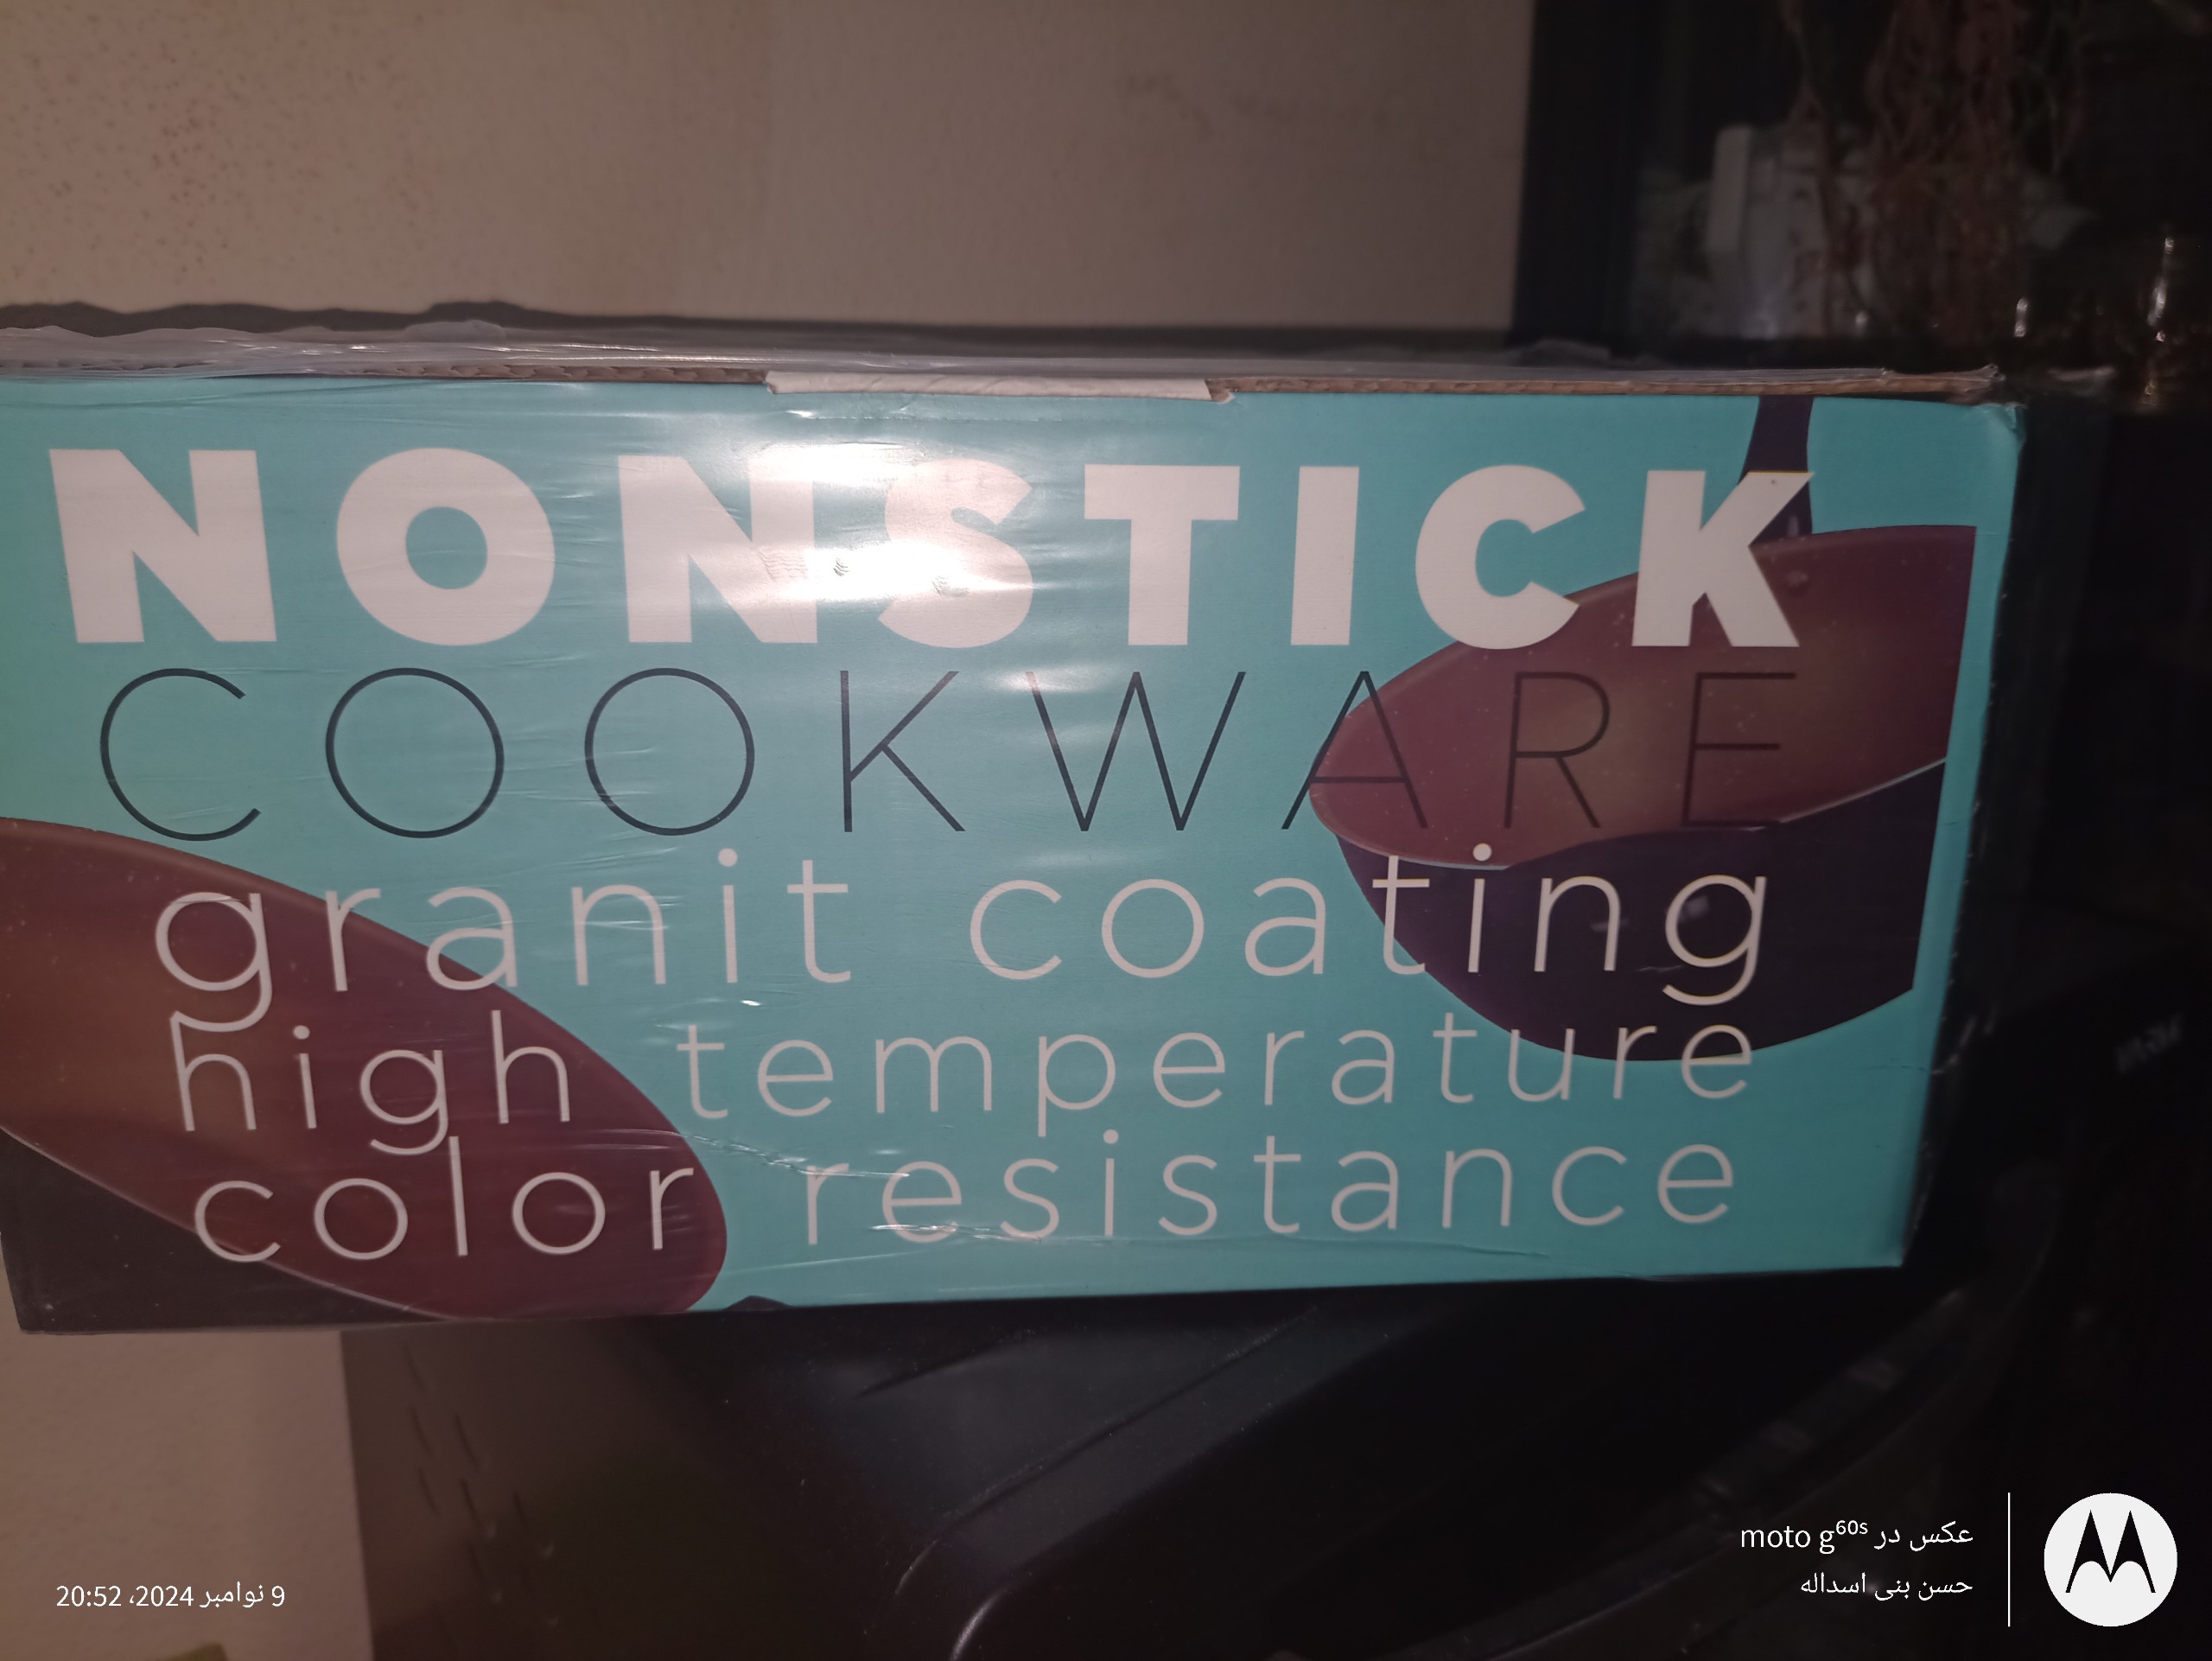 NONSTICK
COOKWARE
granit coating
high temperature
color resistance
عکس در moto g60s
حسن بنی اسداله
9 نوامبر 2024، 20:52